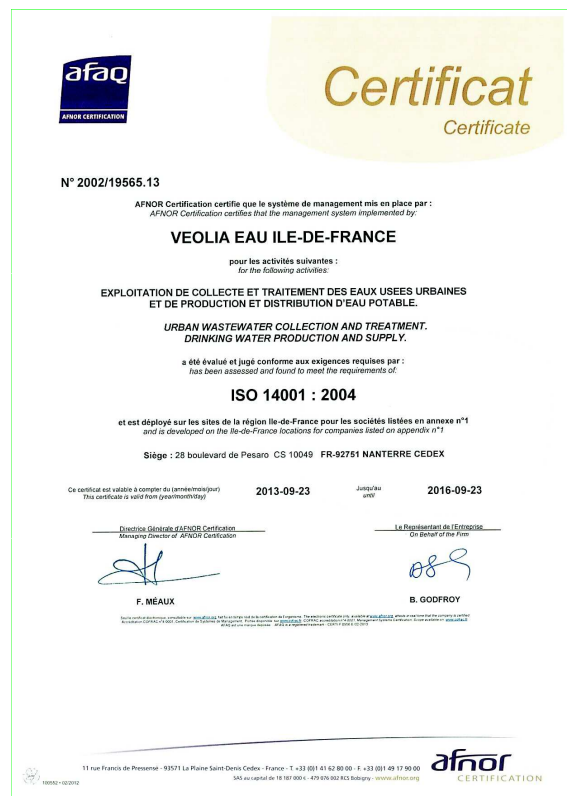 afaq
AFNOR CERTIFICATION
Certificat
Certificate
N° 2002/19565.13
AFNOR Certification certifie que le système de management mis en place par :
AFNOR Certification certifies that the management system implemented by:
VEOLIA EAU ILE-DE-FRANCE
pour les activités suivantes :
for the following activities:
EXPLOITATION DE COLLECTE ET TRAITEMENT DES EAUX USEES URBAINES
ET DE PRODUCTION ET DISTRIBUTION D'EAU POTABLE.
URBAN WASTEWATER COLLECTION AND TREATMENT.
DRINKING WATER PRODUCTION AND SUPPLY.
a été évalué et jugé conforme aux exigences requises par :
has been assessed and found to meet the requirements of:
ISO 14001 : 2004
et est déployé sur les sites de la région Ile-de-France pour les sociétés listées en annexe n°1
and is developed on the Ile-de-France locations for companies listed on appendix n°1
Siège : 28 boulevard de Pesaro CS 10049 FR-92751 NANTERRE CEDEX
Ce certificat est valable à compter du (année/mois/jour) 2013-09-23 Jusqu'au 2016-09-23
This certificate is valid from (year/month/day) until
Directrice Générale d'AFNOR Certification Le Représentant de l'Entreprise
Managing Director of AFNOR Certification On Behalf of the Firm
F. MÉAUX B. GODFROY
11 rue Francis de Pressensé - 93571 La Plaine Saint-Denis Cedex - France - T. +33 (0)1 41 62 80 00 - F. +33 (0)1 49 17 90 00
SAS au capital de 18 187 000 € - 479 076 002 RCS Bobigny - www.afnor.org
afnor
CERTIFICATION